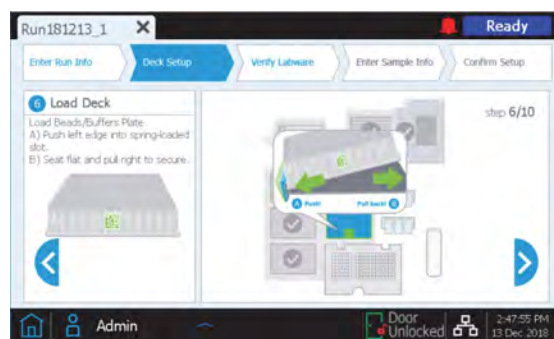 Run181213_1
Ready
Enter Run Info
Deck Setup
Verify Labware
Enter Sample Info
Confirm Setup
6 Load Deck
Load Beads/Buffers Plate
A) Push left edge into spring-loaded
slot.
B) Seat flat and pull right to secure.
step 6/10
A Push
Pull back B
Admin
Door
Unlocked
2:47:55 PM
13 Dec 2018